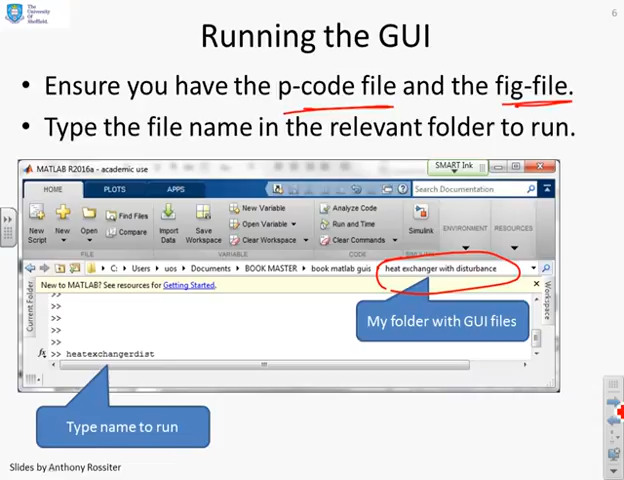 The
University
Of
Sheffield.
6
Running the GUI
• Ensure you have the p-code file and the fig-file.
• Type the file name in the relevant folder to run.
MATLAB R2016a - academic use
SMART Ink
HOME PLOTS APPS
Search Documentation
New Script
New
Open
Find Files
Compare
Import Data
Save Workspace
New Variable
Open Variable
Clear Workspace
Analyze Code
Run and Time
Clear Commands
Simulink
ENVIRONMENT
RESOURCES
FILE VARIABLE CODE
C: Users uos Documents BOOK MASTER book matlab guis heat exchanger with disturbance
New to MATLAB? See resources for Getting Started.
Current Folder
Workspace
>>
>>
>>
>>
fx >> heatexchangerdist
My folder with GUI files
Type name to run
Slides by Anthony Rossiter